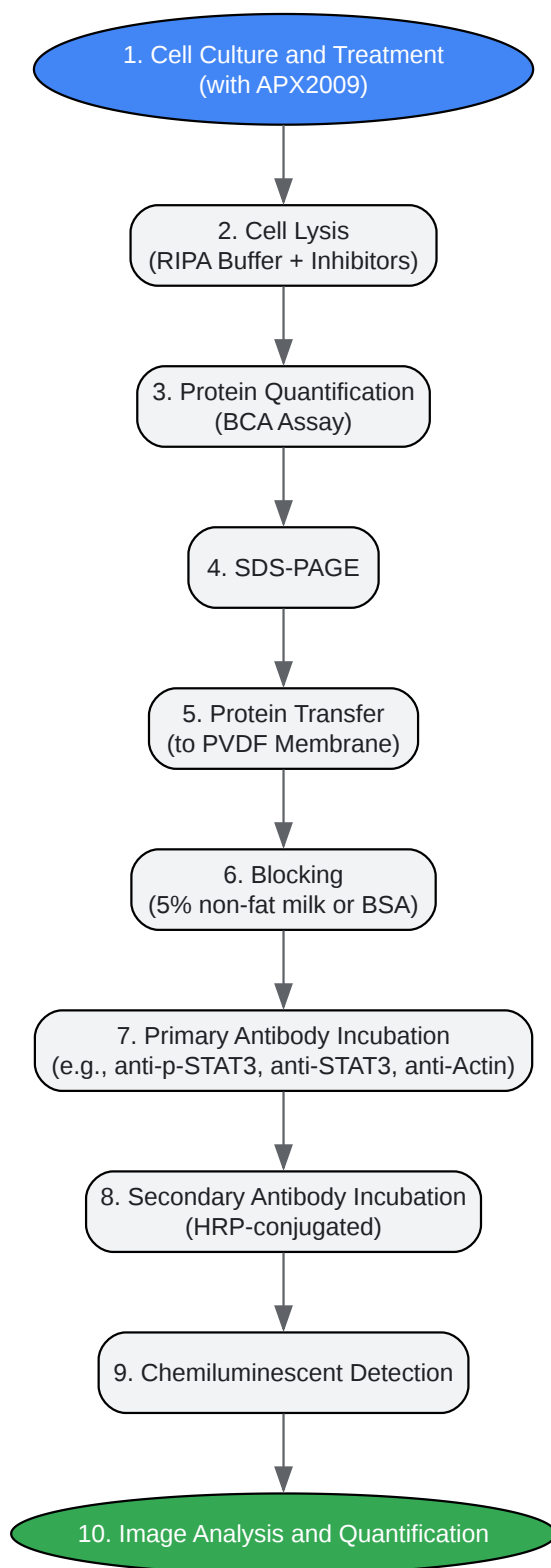 1. Cell Culture and Treatment
(with APX2009)
2. Cell Lysis
(RIPA Buffer + Inhibitors)
3. Protein Quantification
(BCA Assay)
4. SDS-PAGE
5. Protein Transfer
(to PVDF Membrane)
6. Blocking
(5% non-fat milk or BSA)
7. Primary Antibody Incubation
(e.g., anti-p-STAT3, anti-STAT3, anti-Actin)
8. Secondary Antibody Incubation
(HRP-conjugated)
9. Chemiluminescent Detection
10. Image Analysis and Quantification